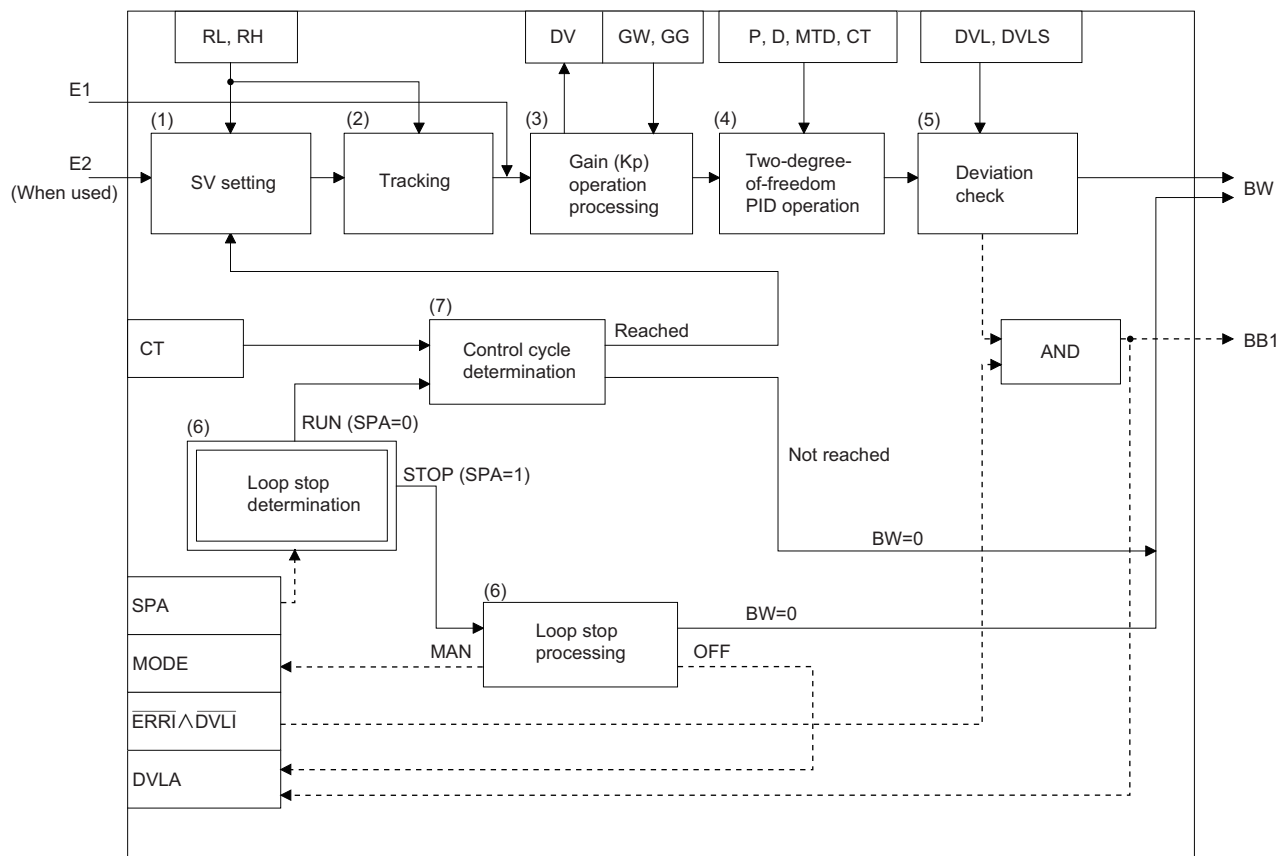 RL, RH
DV
GW, GG
P, D, MTD, CT
DVL, DVLS
E1
(1)
(2)
(3)
(4)
(5)
E2
(When used)
SV setting
Tracking
Gain (Kp)
operation
processing
Two-degree-
of-freedom
PID operation
Deviation
check
BW
(7)
CT
Control cycle
determination
Reached
AND
BB1
RUN (SPA=0)
(6)
Loop stop
determination
STOP (SPA=1)
Not reached
BW=0
SPA
(6)
Loop stop
processing
BW=0
MODE
MAN
OFF
E̅R̅R̅I̅∧D̅V̅L̅I̅
DVLA